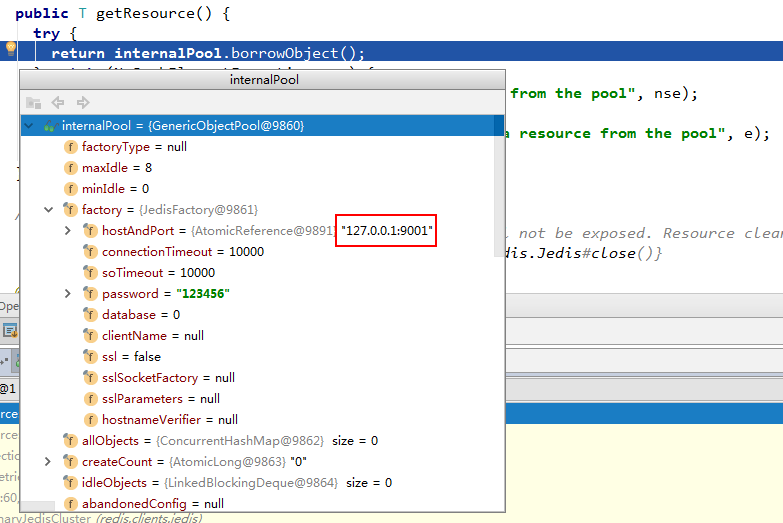 public T getResource() {
try {
return internalPool.borrowObject();
internalPool
from the pool", nse);
internalPool = {GenericObjectPool@9860}
factoryType = null
a resource from the pool", e);
maxIdle = 8
minIdle = 0
factory = {JedisFactory@9861}
hostAndPort = {AtomicReference@9891} "127.0.0.1:9001"
not be exposed. Resource clean
connectionTimeout = 10000
dis.Jedis#close()}
soTimeout = 10000
password = "123456"
database = 0
clientName = null
ssl = false
sslSocketFactory = null
@1
sslParameters = null
hostnameVerifier = null
allObjects = {ConcurrentHashMap@9862} size = 0
createCount = {AtomicLong@9863} "0"
idleObjects = {LinkedBlockingDeque@9864} size = 0
:60,
abandonedConfig = null
naryJedisCluster (redis.clients.jedis)